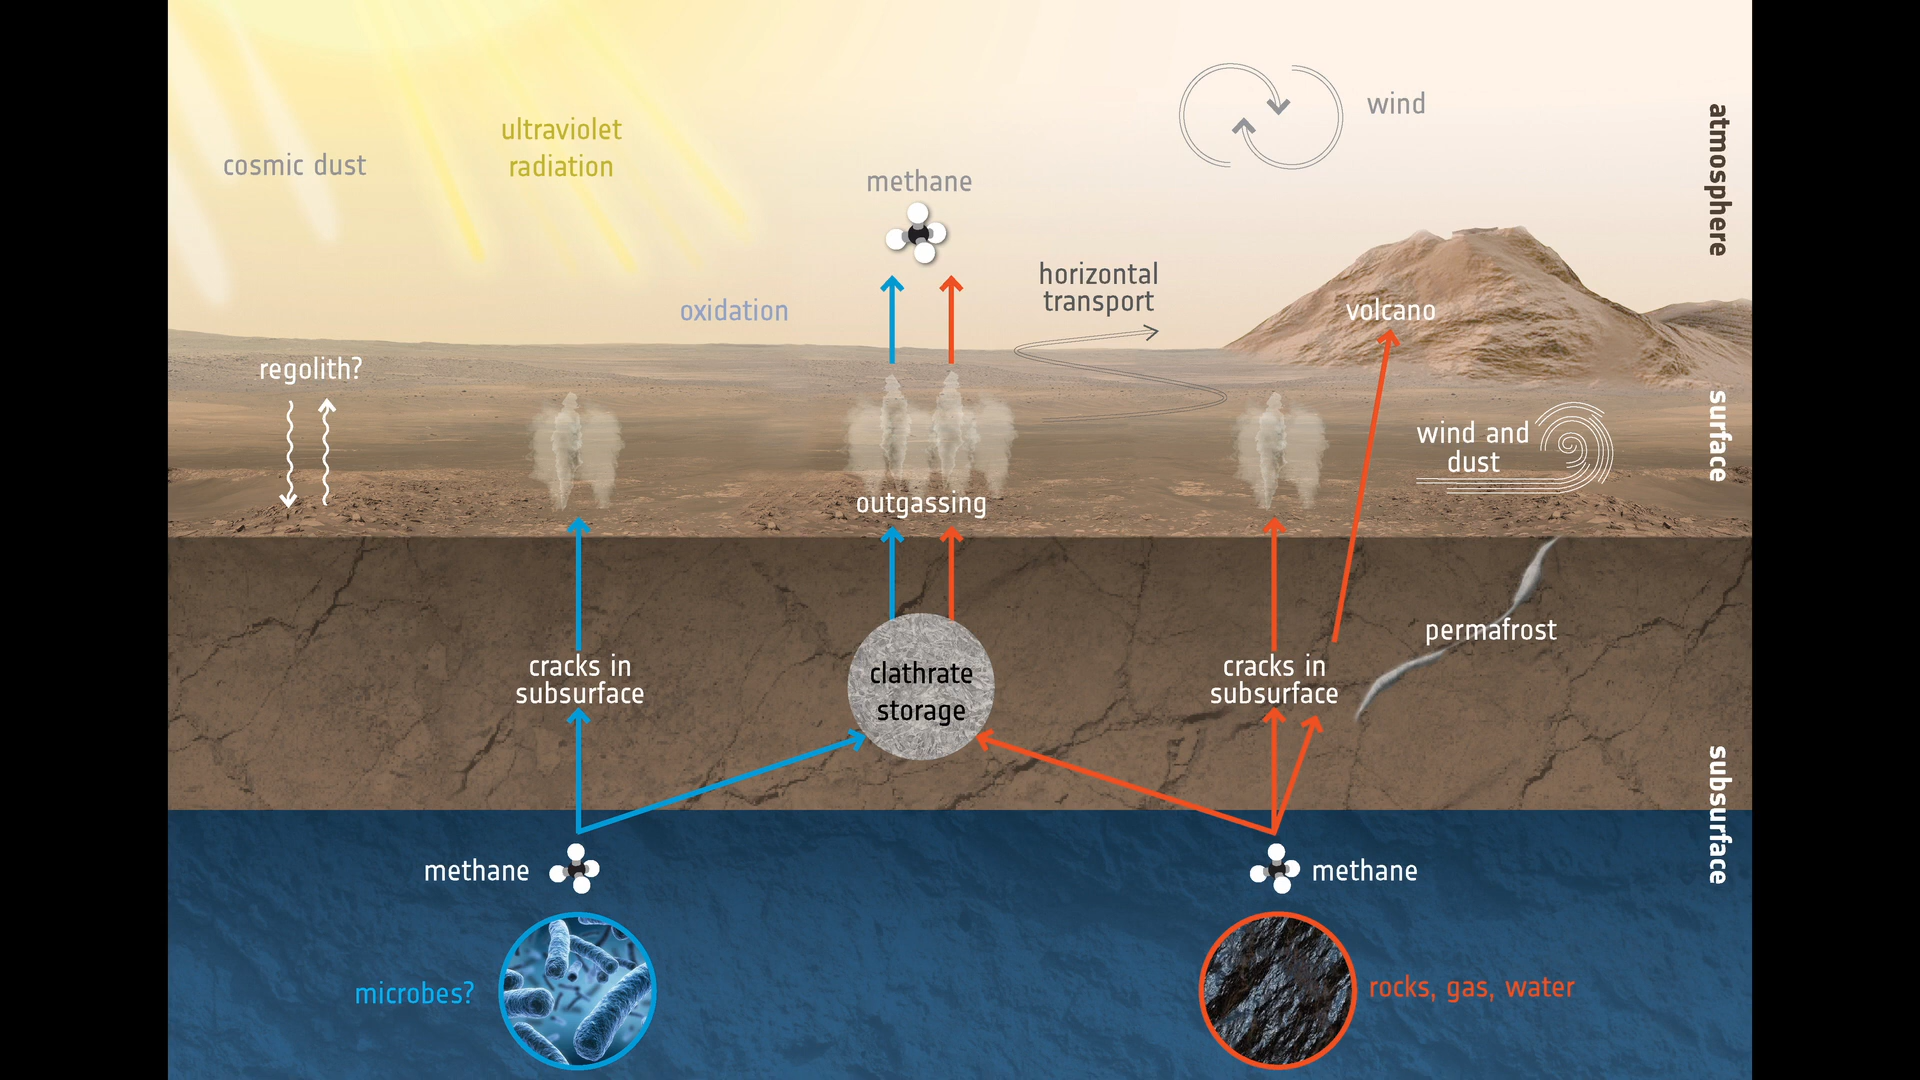 wind
atmosphere
ultraviolet
radiation
cosmic dust
methane
horizontal
transport
oxidation
volcano
regolith?
surface
wind and
dust
outgassing
permafrost
cracks in
subsurface
clathrate
storage
cracks in
subsurface
subsurface
methane
methane
microbes?
rocks, gas, water